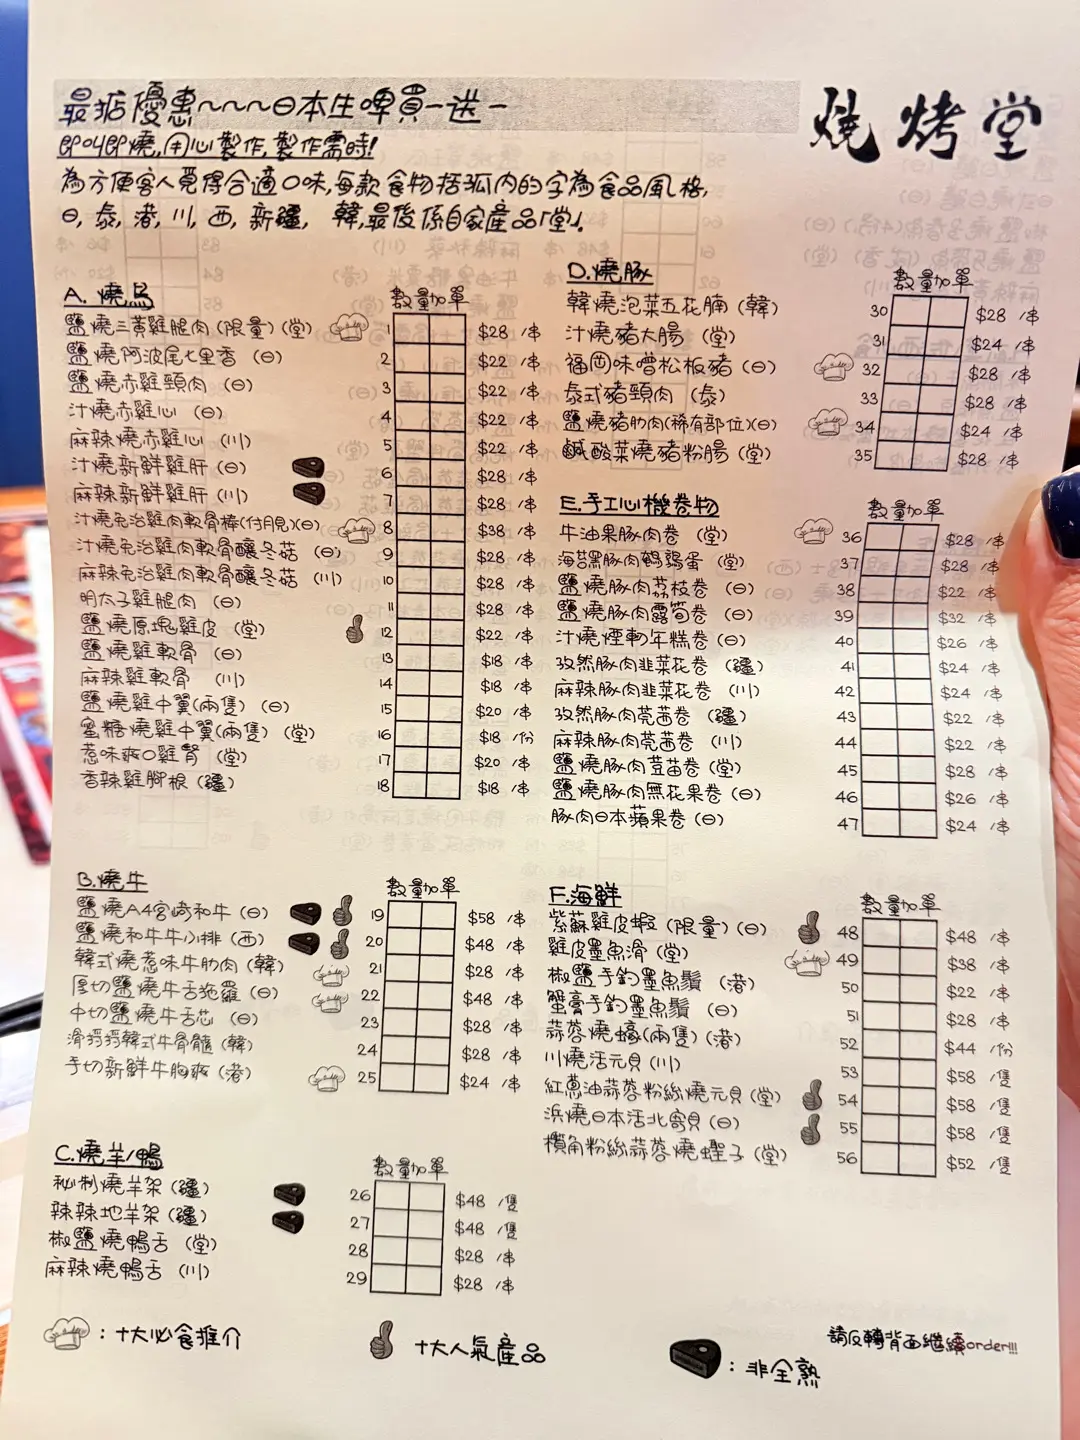 最掂優惠~~~日本生啤買一送一
燒烤堂
即叫即燒,用心製作,製作需時!
為方便客人覓得合適口味,每款食物括弧內的字為食品風格,
日,泰,港,川,西,新疆,韓,最後係自家產品「堂」。
A.燒鳥 數量加單
鹽燒三黃雞腿肉(限量)(堂) 1 $28 /串
鹽燒阿波尾七里香(日) 2 $22 /串
鹽燒赤雞頸肉(日) 3 $22 /串
汁燒赤雞心(日) 4 $22 /串
麻辣燒赤雞心(川) 5 $22 /串
汁燒新鮮雞肝(日) 6 $28 /串
麻辣新鮮雞肝(川) 7 $28 /串
汁燒免治雞肉軟骨棒(付月見)(日) 8 $38 /串
汁燒免治雞肉軟骨釀冬菇(日) 9 $28 /串
麻辣免治雞肉軟骨釀冬菇(川) 10 $28 /串
明太子雞腿肉(日) 11 $28 /串
鹽燒原塊雞皮(堂) 12 $22 /串
鹽燒雞軟骨(日) 13 $18 /串
麻辣雞軟骨(川) 14 $18 /串
鹽燒雞中翼(兩隻)(日) 15 $20 /串
蜜糖燒雞中翼(兩隻)(堂) 16 $18 /份
惹味爽口雞腎(堂) 17 $20 /串
香辣雞腳根(疆) 18 $18 /串
B.燒牛 數量加單
鹽燒A4宮崎和牛(日) 19 $58 /串
鹽燒和牛牛小排(西) 20 $48 /串
韓式燒惹味牛肋肉(韓) 21 $28 /串
厚切鹽燒牛舌拖羅(日) 22 $48 /串
中切鹽燒牛舌芯(日) 23 $28 /串
滑捋捋韓式牛骨髓(韓) 24 $28 /串
手切新鮮牛胸爽(港) 25 $24 /串
C.燒羊/鴨 數量加單
秘制燒羊架(疆) 26 $48 /隻
辣辣地羊架(疆) 27 $48 /隻
椒鹽燒鴨舌(堂) 28 $28 /串
麻辣燒鴨舌(川) 29 $28 /串
D.燒豚 數量加單
韓燒泡菜五花腩(韓) 30 $28 /串
汁燒豬大腸(堂) 31 $24 /串
福岡味噌松板豬(日) 32 $28 /串
泰式豬頸肉(泰) 33 $28 /串
鹽燒豬肋肉(稀有部位)(日) 34 $24 /串
鹹酸菜燒豬粉腸(堂) 35 $28 /串
E.手工心機卷物 數量加單
牛油果豚肉卷(堂) 36 $28 /串
海苔黑豚肉鵪鶉蛋(堂) 37 $28 /串
鹽燒豚肉荔枝卷(日) 38 $22 /串
鹽燒豚肉露筍卷(日) 39 $32 /串
汁燒煙鴨年糕卷(日) 40 $26 /串
孜然豚肉韭菜花卷(疆) 41 $24 /串
麻辣豚肉韭菜花卷(川) 42 $24 /串
孜然豚肉莞茜卷(疆) 43 $22 /串
麻辣豚肉莞茜卷(川) 44 $22 /串
鹽燒豚肉荳苗卷(堂) 45 $28 /串
鹽燒豚肉無花果卷(日) 46 $26 /串
豚肉日本蘋果卷(日) 47 $24 /串
F.海鮮 數量加單
紫蘇雞皮蝦(限量)(日) 48 $48 /串
雞皮墨魚滑(堂) 49 $38 /串
椒鹽手釣墨魚鬚(港) 50 $22 /串
蟹膏手釣墨魚鬚(日) 51 $28 /串
蒜蓉燒蠔(兩隻)(港) 52 $44 /份
川燒活元貝(川) 53 $58 /隻
紅蔥油蒜蓉粉絲燒元貝(堂) 54 $58 /隻
浜燒日本活北寄貝(日) 55 $58 /隻
欖角粉絲蒜蓉燒蟶子(堂) 56 $52 /隻
:十大必食推介
十大人氣產品
:非全熟
請反轉背面繼續order!!!